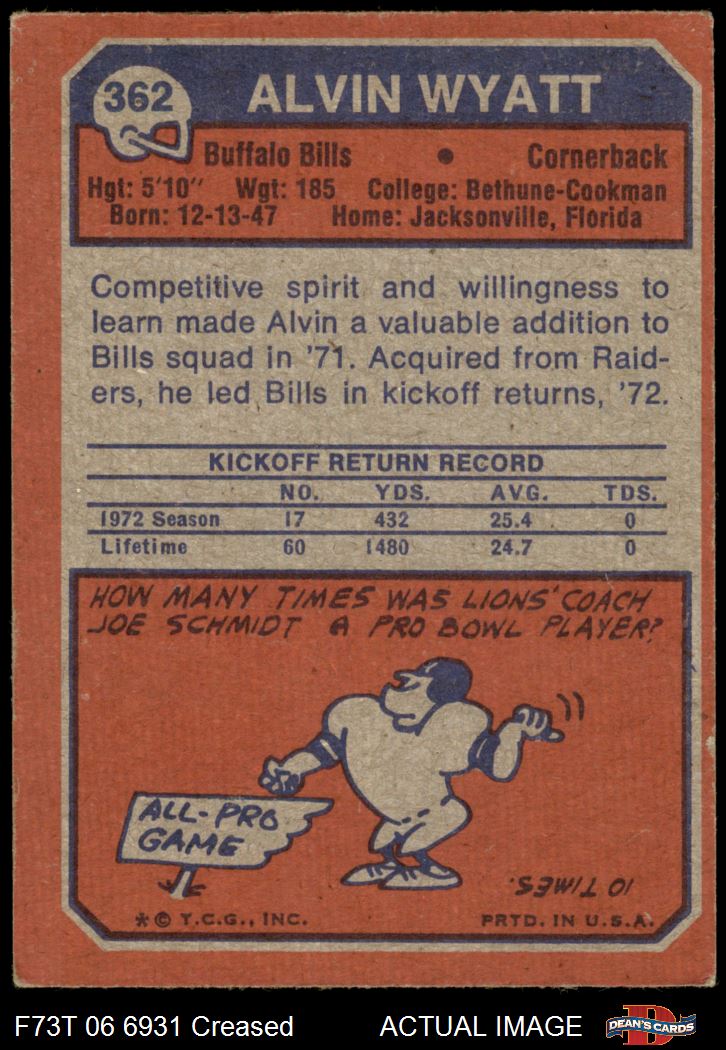 362
ALVIN WYATT
Buffalo Bills • Cornerback
Hgt: 5'10" Wgt: 185 College: Bethune-Cookman
Born: 12-13-47 Home: Jacksonville, Florida
Competitive spirit and willingness to
learn made Alvin a valuable addition to
Bills squad in '71. Acquired from Raid-
ers, he led Bills in kickoff returns, '72.
KICKOFF RETURN RECORD
NO. YDS. AVG. TDS.
1972 Season 17 432 25.4 0
Lifetime 60 1480 24.7 0
HOW MANY TIMES WAS LIONS' COACH
JOE SCHMIDT A PRO BOWL PLAYER?
ALL-PRO
GAME
10 TIMES.
* © T.C.G., INC. PRTD. IN U.S.A.
F73T 06 6931 Creased ACTUAL IMAGE
D
DEAN'S CARDS